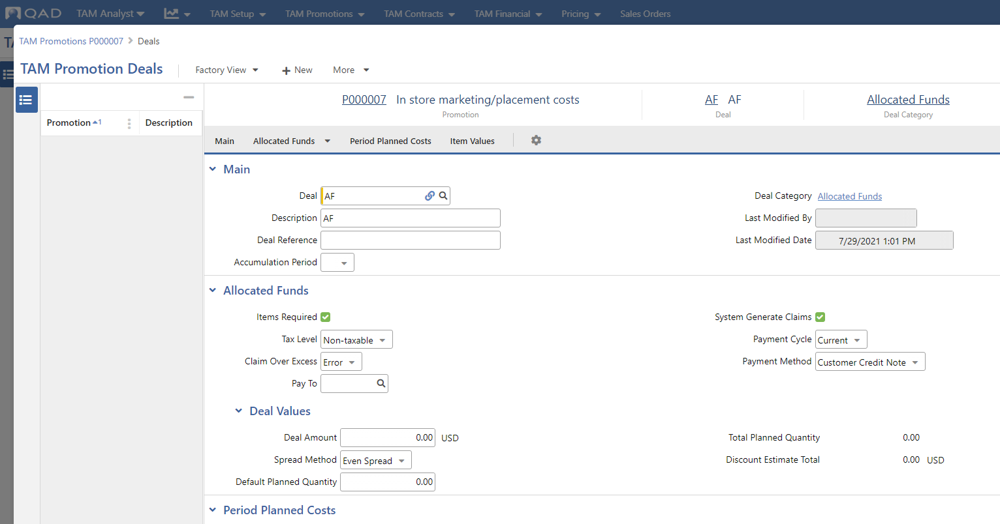 QAD TAM Analyst TAM Setup TAM Promotions TAM Contracts TAM Financial Pricing Sales Orders
TAM Promotions P000007 > Deals
TAM Promotion Deals Factory View + New More
P000007 In store marketing/placement costs AF AF Allocated Funds
Promotion Deal Deal Category
Promotion 1 Description
Main Allocated Funds Period Planned Costs Item Values
Main
Deal AF Deal Category Allocated Funds
Description AF Last Modified By
Deal Reference Last Modified Date 7/29/2021 1:01 PM
Accumulation Period
Allocated Funds
Items Required System Generate Claims
Tax Level Non-taxable Payment Cycle Current
Claim Over Excess Error Payment Method Customer Credit Note
Pay To
Deal Values
Deal Amount 0.00 USD Total Planned Quantity 0.00
Spread Method Even Spread Discount Estimate Total 0.00 USD
Default Planned Quantity 0.00
Period Planned Costs